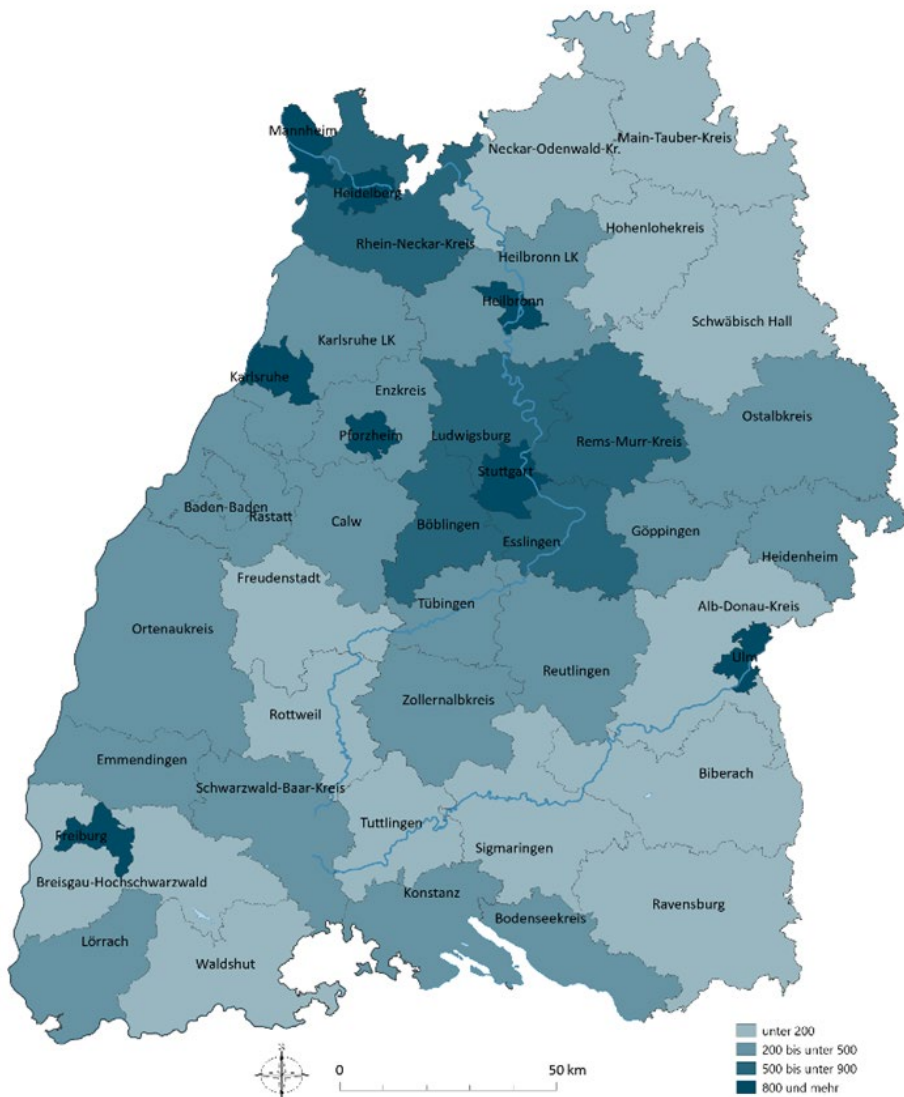 Main-Tauber-Kreis
Mannheim
Neckar-Odenwald-Kr.
Heidelberg
Hohenlohekreis
Rhein-Neckar-Kreis
Heilbronn LK
Heilbronn
Schwäbisch Hall
Karlsruhe LK
Karlsruhe
Enzkreis
Ostalbkreis
Pforzheim
Ludwigsburg
Rems-Murr-Kreis
Stuttgart
Baden-Baden
Rastatt
Calw
Böblingen
Esslingen
Göppingen
Heidenheim
Freudenstadt
Tübingen
Alb-Donau-Kreis
Ortenaukreis
Reutlingen
Ulm
Zollernalbkreis
Rottweil
Emmendingen
Schwarzwald-Baar-Kreis
Biberach
Tuttlingen
Freiburg
Sigmaringen
Breisgau-Hochschwarzwald
Konstanz
Ravensburg
Bodenseekreis
Lörrach
Waldshut
unter 200
200 bis unter 500
500 bis unter 900
800 und mehr
0 50 km